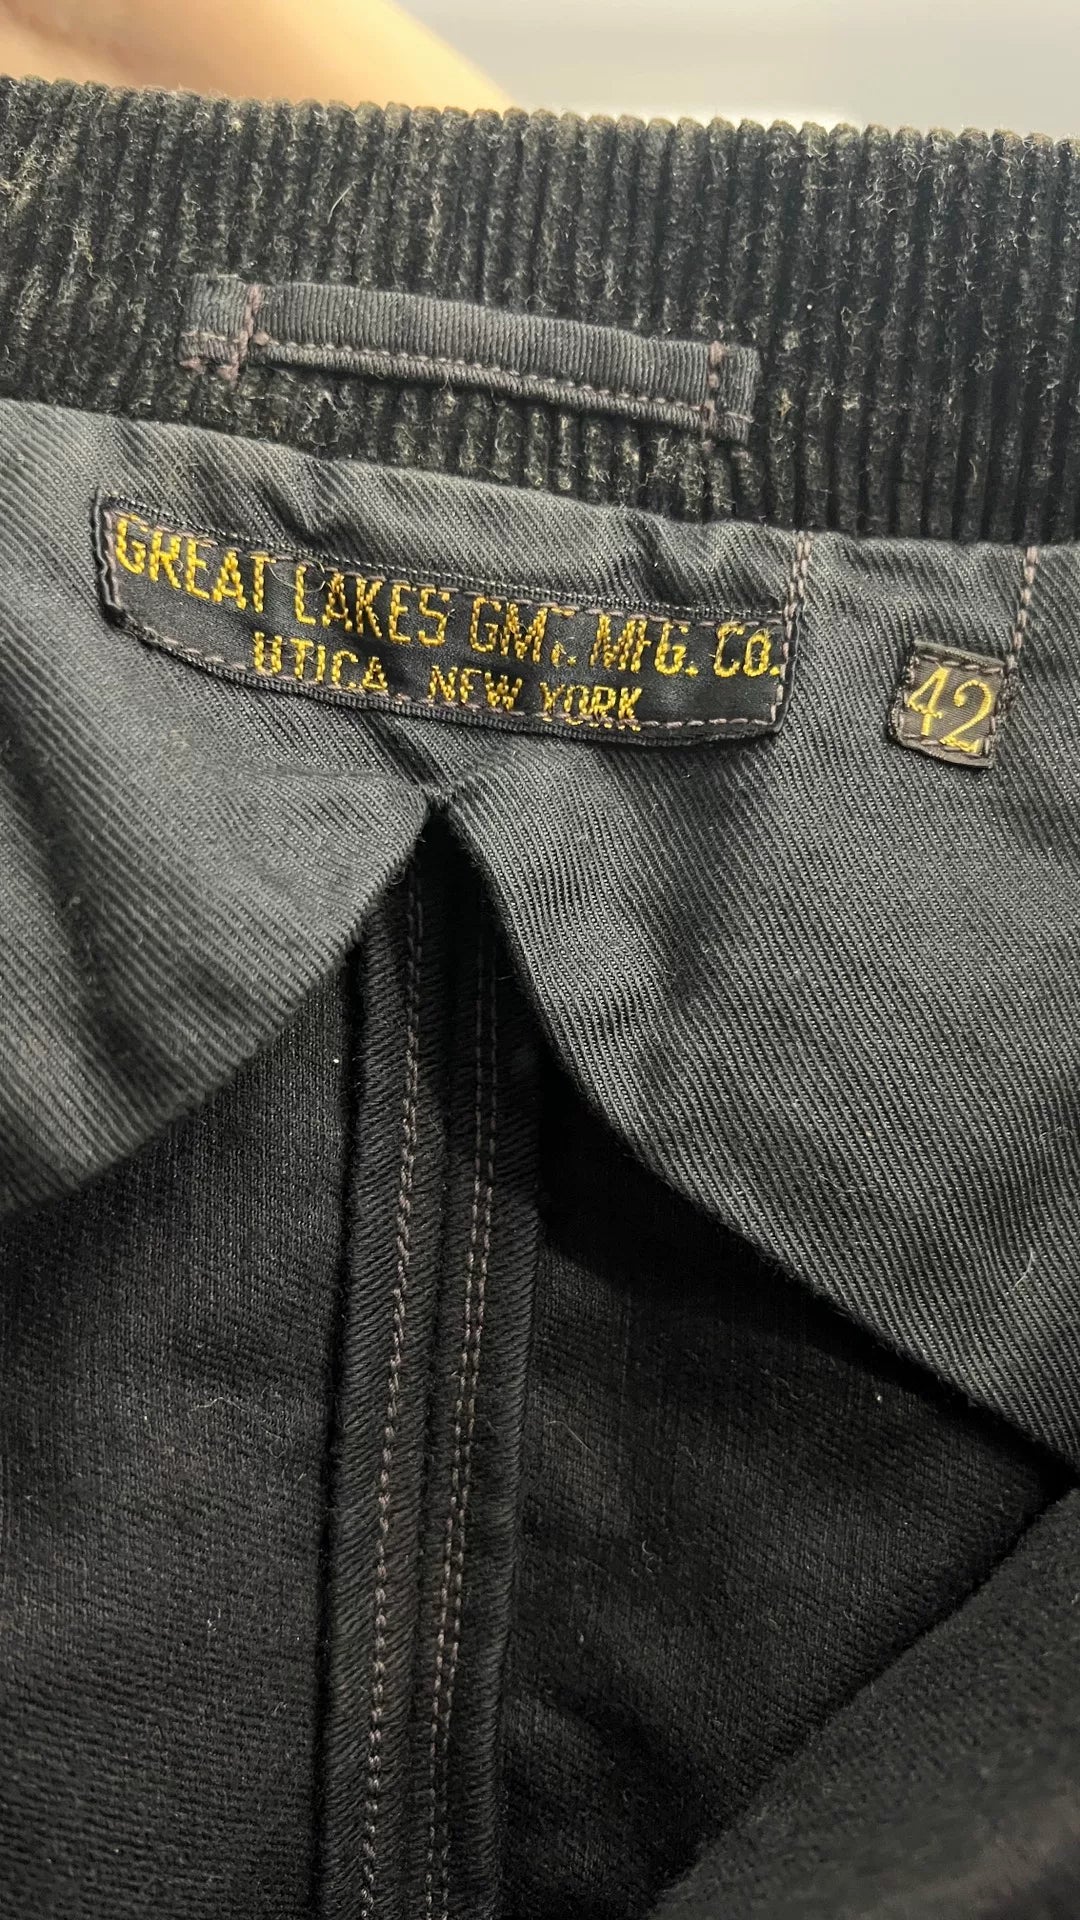 GREAT LAKES GMT. MFG. CO.
UTICA, NEW YORK
42